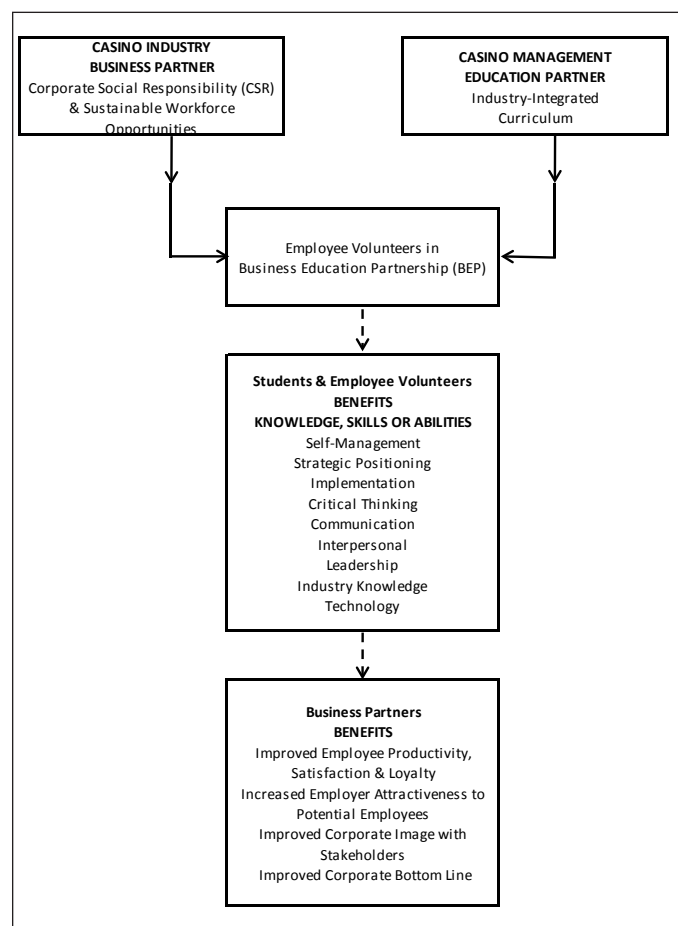 CASINO INDUSTRY
BUSINESS PARTNER
Corporate Social Responsibility (CSR)
& Sustainable Workforce
Opportunities
CASINO MANAGEMENT
EDUCATION PARTNER
Industry-Integrated
Curriculum
Employee Volunteers in
Business Education Partnership (BEP)
Students & Employee Volunteers
BENEFITS
KNOWLEDGE, SKILLS OR ABILITIES
Self-Management
Strategic Positioning
Implementation
Critical Thinking
Communication
Interpersonal
Leadership
Industry Knowledge
Technology
Business Partners
BENEFITS
Improved Employee Productivity,
Satisfaction & Loyalty
Increased Employer Attractiveness to
Potential Employees
Improved Corporate Image with
Stakeholders
Improved Corporate Bottom Line